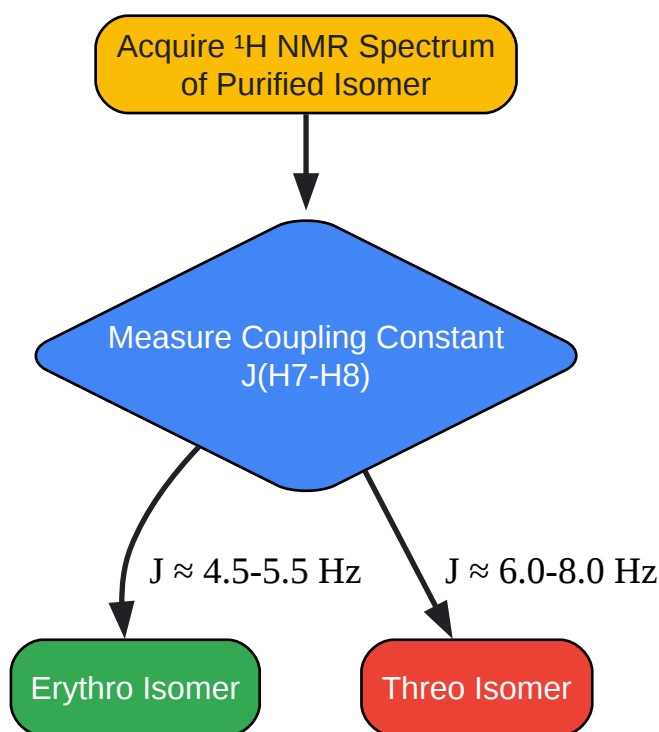 Acquire ¹H NMR Spectrum
of Purified Isomer
Measure Coupling Constant
J(H7-H8)
J ≈ 4.5-5.5 Hz
J ≈ 6.0-8.0 Hz
Erythro Isomer
Threo Isomer